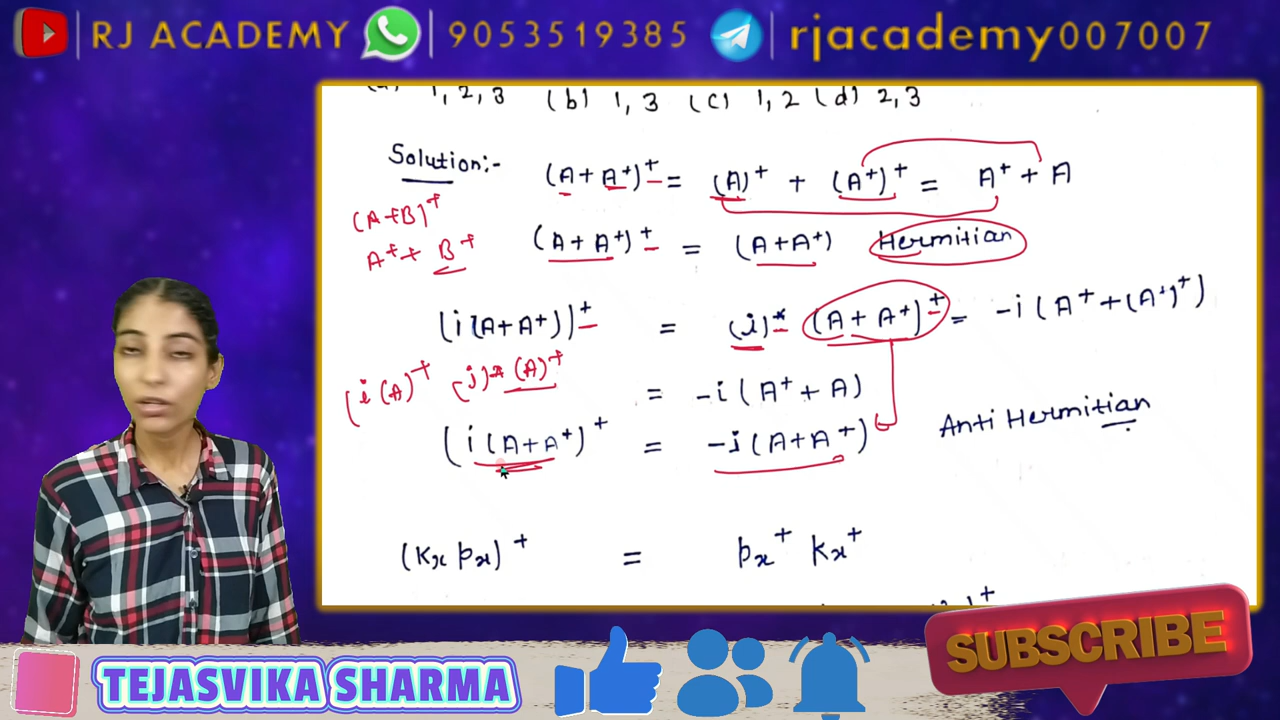 RJ ACADEMY | 9053519385 | rjacademy007007
1, 2, 3 (b) 1, 3 (c) 1, 2 (d) 2, 3
Solution:- (A + A⁺)⁺ = (A)⁺ + (A⁺)⁺ = A⁺ + A
(A+B)⁺
A⁺ + B⁺
(A + A⁺)⁺ = (A+A⁺) Hermitian
(i(A+A⁺))⁺ = (i)* (A + A⁺)⁺ = -i(A⁺+(A⁺)⁺)
(i(A)⁺ (i)* (A)⁺
= -i(A⁺ + A)
(i(A+A⁺)⁺ = -i(A+A⁺) Anti Hermitian
(Kx px)⁺ = px⁺ Kx⁺
SUBSCRIBE
TEJASVIKA SHARMA